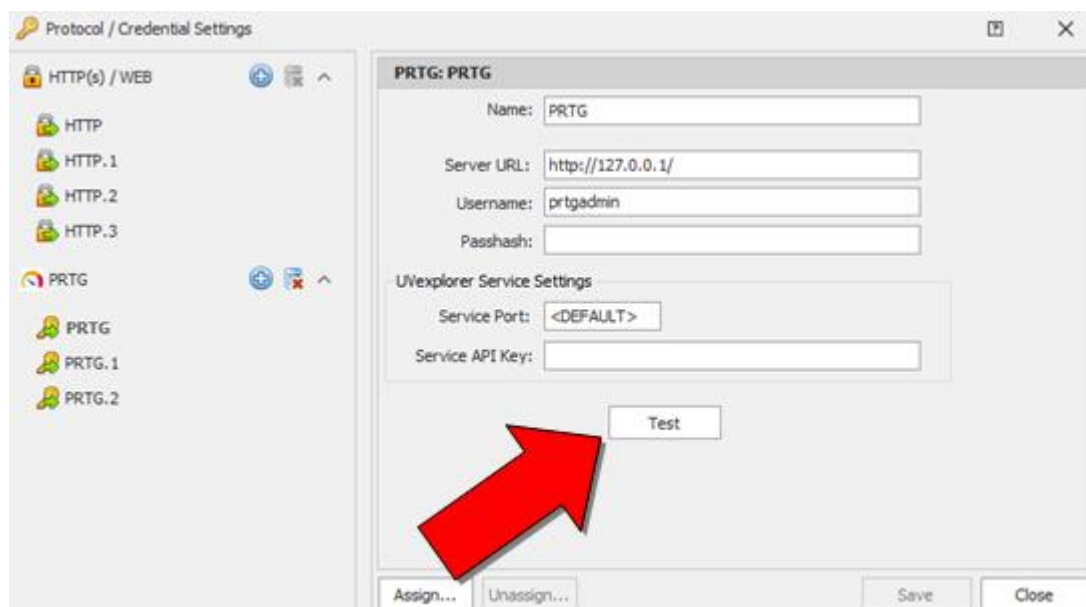 Protocol / Credential Settings
HTTP(s) / WEB
HTTP
HTTP.1
HTTP.2
HTTP.3
PRTG
PRTG
PRTG.1
PRTG.2
PRTG: PRTG
Name: PRTG
Server URL: http://127.0.0.1/
Username: prtgadmin
Passhash:
UVexplorer Service Settings
Service Port: <DEFAULT>
Service API Key:
Test
Assign... Unassign... Save Close